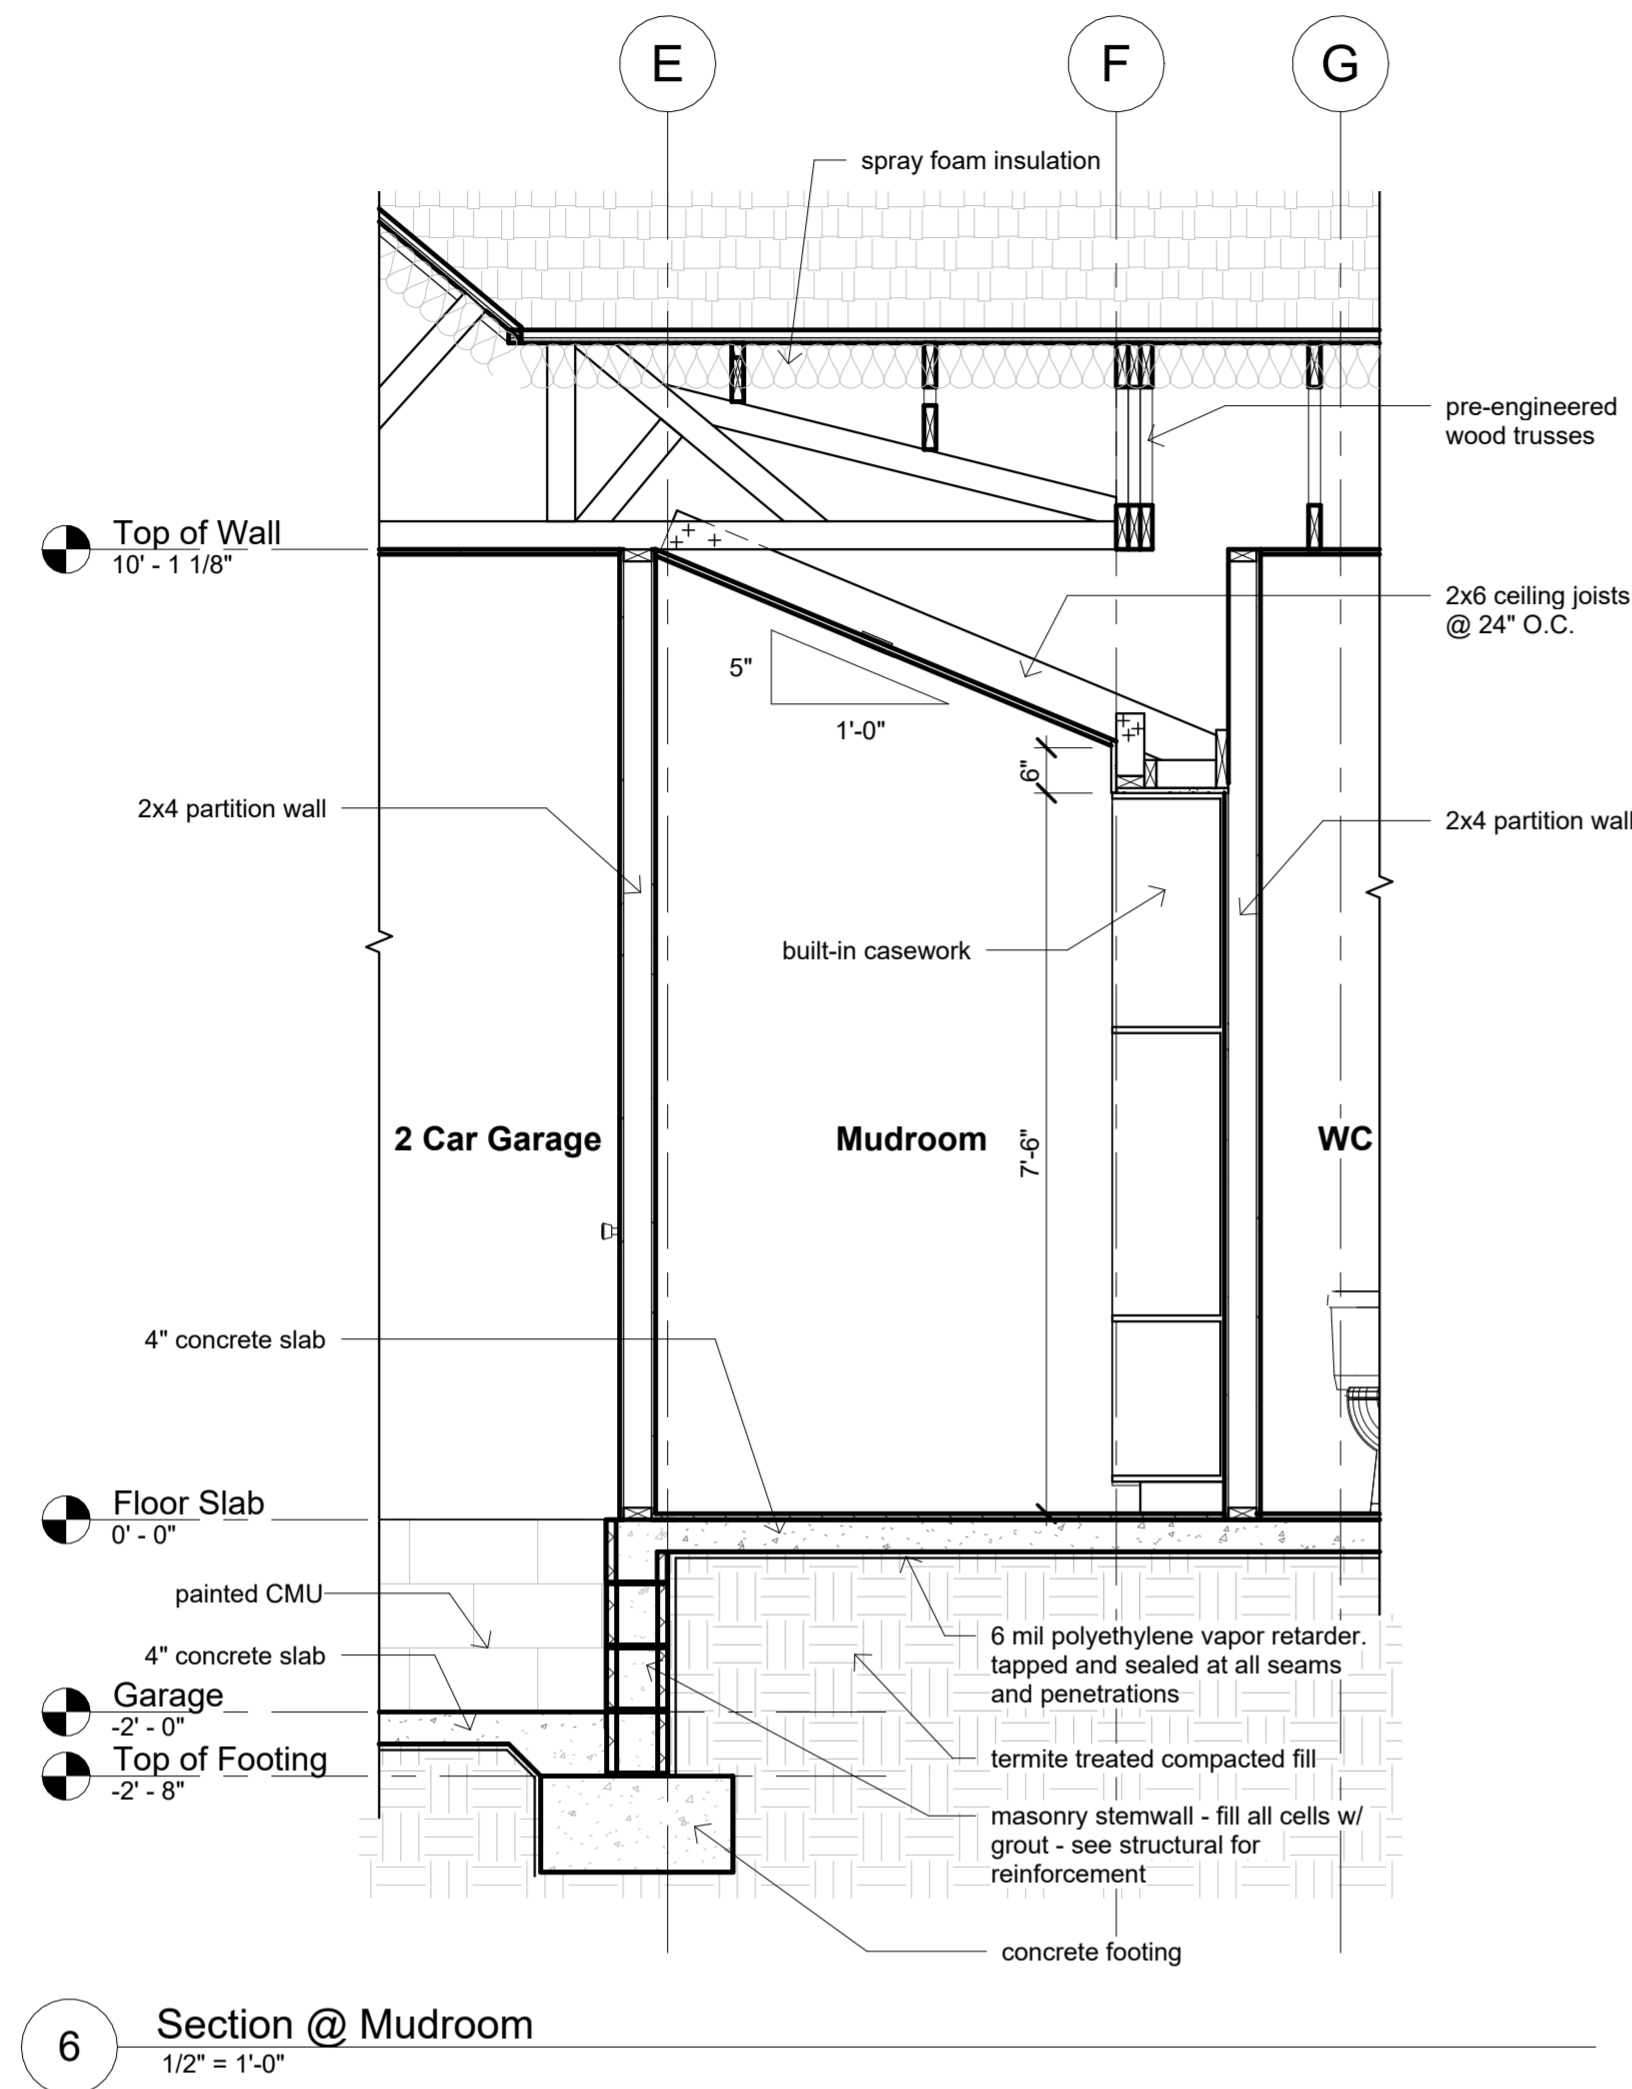 E
F
G
spray foam insulation
pre-engineered
wood trusses
Top of Wall
10' - 1 1/8"
2x6 ceiling joists
@ 24" O.C.
5"
1'-0"
6"
2x4 partition wall
2x4 partition wall
built-in casework
2 Car Garage
Mudroom
7'-6"
WC
4" concrete slab
Floor Slab
0' - 0"
painted CMU
4" concrete slab
6 mil polyethylene vapor retarder.
tapped and sealed at all seams
and penetrations
Garage
-2' - 0"
Top of Footing
-2' - 8"
termite treated compacted fill
masonry stemwall - fill all cells w/
grout - see structural for
reinforcement
concrete footing
6
Section @ Mudroom
1/2" = 1'-0"